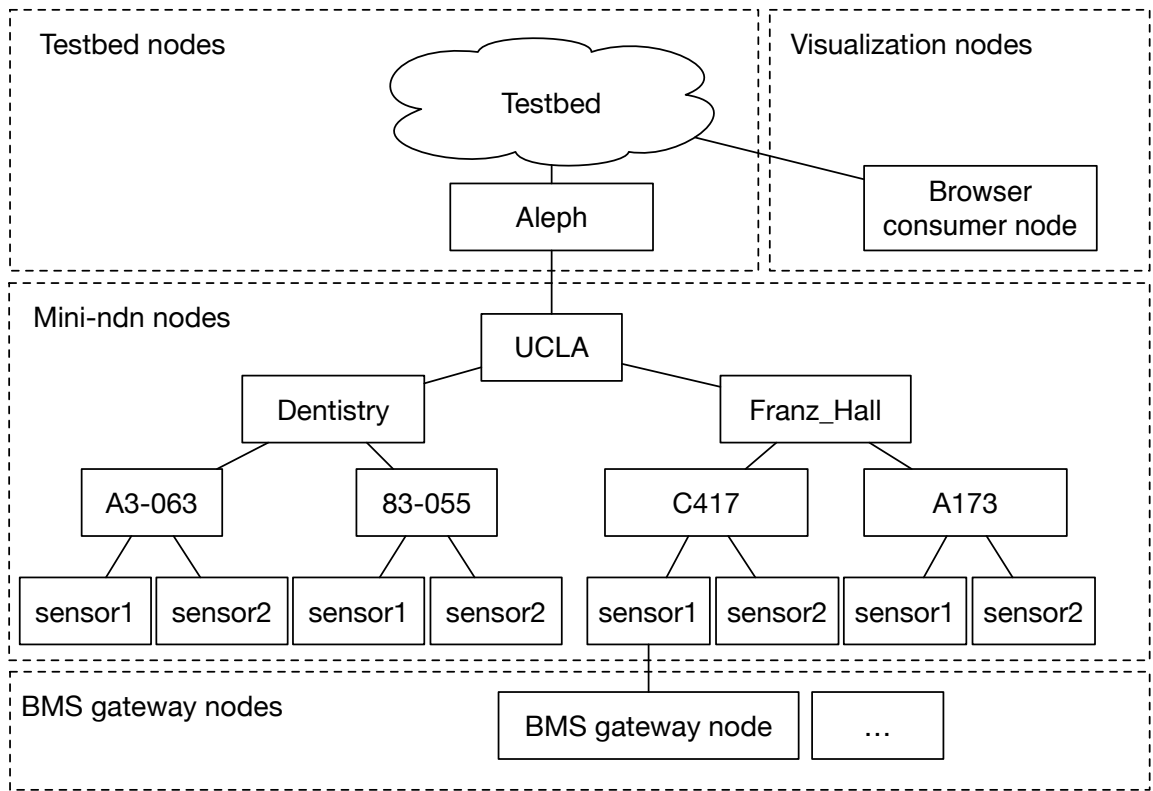 Testbed nodes
Visualization nodes
Testbed
Browser
consumer node
Aleph
Mini-ndn nodes
UCLA
Dentistry
Franz_Hall
A3-063
83-055
C417
A173
sensor1
sensor2
sensor1
sensor2
sensor1
sensor2
sensor1
sensor2
BMS gateway nodes
BMS gateway node
...